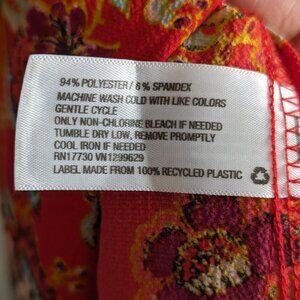 94% POLYESTER / 6% SPANDEX
MACHINE WASH COLD WITH LIKE COLORS
GENTLE CYCLE
ONLY NON-CHLORINE BLEACH IF NEEDED
TUMBLE DRY LOW, REMOVE PROMPTLY
COOL IRON IF NEEDED
RN17730 VN1299629
LABEL MADE FROM 100% RECYCLED PLASTIC